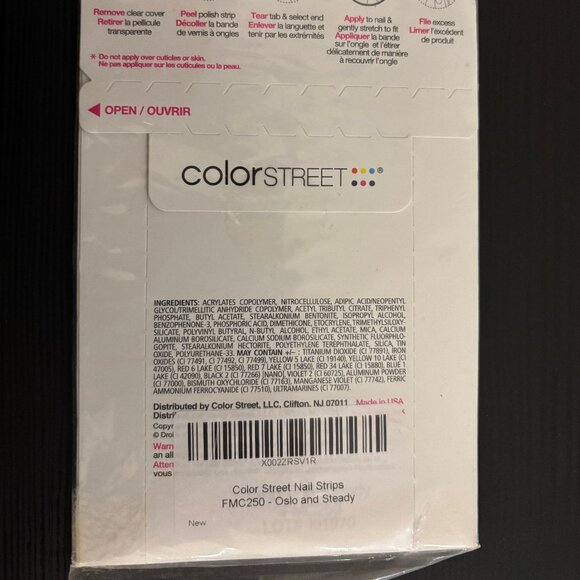 Remove clear cover
Retirer la pellicule
transparente
Peel polish strip
Décoller la bande
de vernis à ongles
Tear tab & select end
Enlever la languette et
tenir par les extrémités
Apply to nail &
gently stretch to fit
Appliquer la bande
sur l'ongle et l'étirer
délicatement de manière
à recouvrir l'ongle
File excess
Limer l'excédent
de produit
* Do not apply over cuticles or skin.
Ne pas appliquer sur les cuticules ou la peau.
OPEN / OUVRIR
colorSTREET®
INGREDIENTS: ACRYLATES COPOLYMER, NITROCELLULOSE, ADIPIC ACID/NEOPENTYL
GLYCOL/TRIMELLITIC ANHYDRIDE COPOLYMER, ACETYL TRIBUTYL CITRATE, TRIPHENYL
PHOSPHATE, BUTYL ACETATE, STEARALKONIUM BENTONITE, ISOPROPYL ALCOHOL,
BENZOPHENONE-3, PHOSPHORIC ACID, DIMETHICONE, ETOCRYLENE, TRIMETHYLSILOXY-
SILICATE, POLYVINYL BUTYRAL, N-BUTYL ALCOHOL, ETHYL ACETATE, MICA, CALCIUM
ALUMINUM BOROSILICATE, CALCIUM SODIUM BOROSILICATE, SYNTHETIC FLUORPHLO-
GOPITE, STEARALKONIUM HECTORITE, POLYETHYLENE TEREPHTHALATE, SILICA, TIN
OXIDE, POLYURETHANE-33. MAY CONTAIN +/- : TITANIUM DIOXIDE (CI 77891), IRON
OXIDES (CI 77491, CI 77492, CI 77499), YELLOW 5 LAKE (CI 19140), YELLOW 10 LAKE (CI
47005), RED 6 LAKE (CI 15850), RED 7 LAKE (CI 15850), RED 34 LAKE (CI 15880), BLUE 1
LAKE (CI 42090), BLACK 2 (CI 77266) [NANO], VIOLET 2 (CI 60725), ALUMINUM POWDER
(CI 77000), BISMUTH OXYCHLORIDE (CI 77163), MANGANESE VIOLET (CI 77742), FERRIC
AMMONIUM FERROCYANIDE (CI 77510), ULTRAMARINES (CI 77007).
Distributed by Color Street, LLC, Clifton, NJ 07011 Made in USA
Distri
Copyr
© Droi
Warn
an all
Atten
vous
X002ZRSV1R
Color Street Nail Strips
FMC250 - Oslo and Steady
New